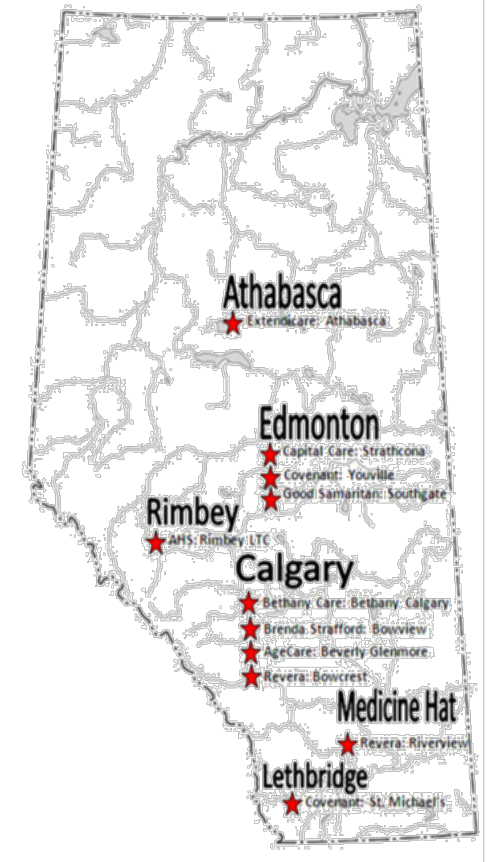 Athabasca
Extendicare: Athabasca
Edmonton
Capital Care: Strathcona
Covenant: Youville
Good Samaritan: Southgate
Rimbey
AHS: Rimbey LTC
Calgary
Bethany Care: Bethany Calgary
Brenda Strafford: Bowview
AgeCare: Beverly Glenmore
Revera: Bowcrest
Medicine Hat
Revera: Riverview
Lethbridge
Covenant: St. Michael's